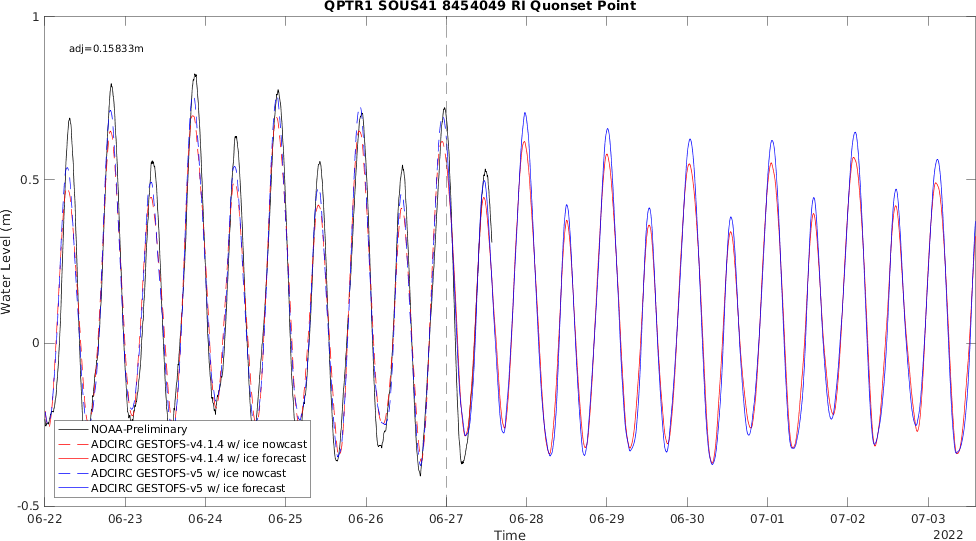 QPTR1 SOUS41 8454049 RI Quonset Point
1
adj=0.15833m
0.5
Water Level (m)
0
NOAA-Preliminary
ADCIRC GESTOFS-v4.1.4 w/ ice nowcast
ADCIRC GESTOFS-v4.1.4 w/ ice forecast
ADCIRC GESTOFS-v5 w/ ice nowcast
ADCIRC GESTOFS-v5 w/ ice forecast
-0.5
06-22 06-23 06-24 06-25 06-26 06-27 06-28 06-29 06-30 07-01 07-02 07-03
Time 2022